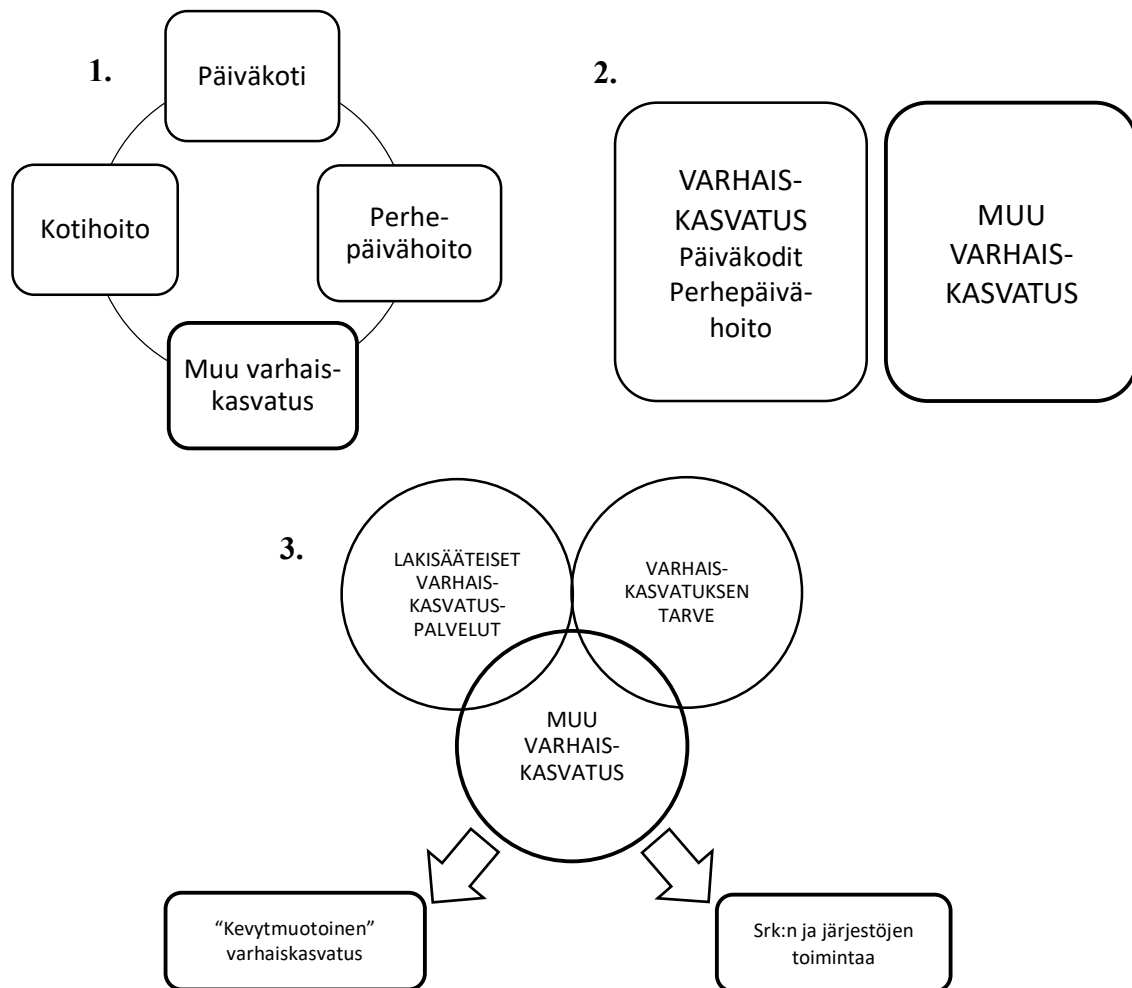 1.
Päiväkoti
Kotihoito
Perhe-
päivähoito
Muu varhais-
kasvatus
2.
VARHAIS-
KASVATUS
Päiväkodit
Perhepäivä-
hoito
MUU
VARHAIS-
KASVATUS
3.
LAKISÄÄTEISET
VARHAIS-
KASVATUS-
PALVELUT
VARHAIS-
KASVATUKSEN
TARVE
MUU
VARHAIS-
KASVATUS
“Kevytmuotoinen”
varhaiskasvatus
Srk:n ja järjestöjen
toimintaa